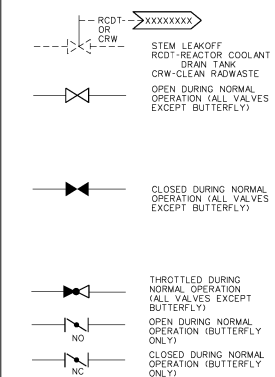 RCDT
OR
CRW
XXXXXXXX
STEM LEAKOFF
RCDT-REACTOR COOLANT
DRAIN TANK
CRW-CLEAN RADWASTE
OPEN DURING NORMAL
OPERATION (ALL VALVES
EXCEPT BUTTERFLY)
CLOSED DURING NORMAL
OPERATION (ALL VALVES
EXCEPT BUTTERFLY)
THROTTLED DURING
NORMAL OPERATION
(ALL VALVES EXCEPT
BUTTERFLY)
OPEN DURING NORMAL
OPERATION (BUTTERFLY
ONLY)
NO
CLOSED DURING NORMAL
OPERATION (BUTTERFLY
ONLY)
NC